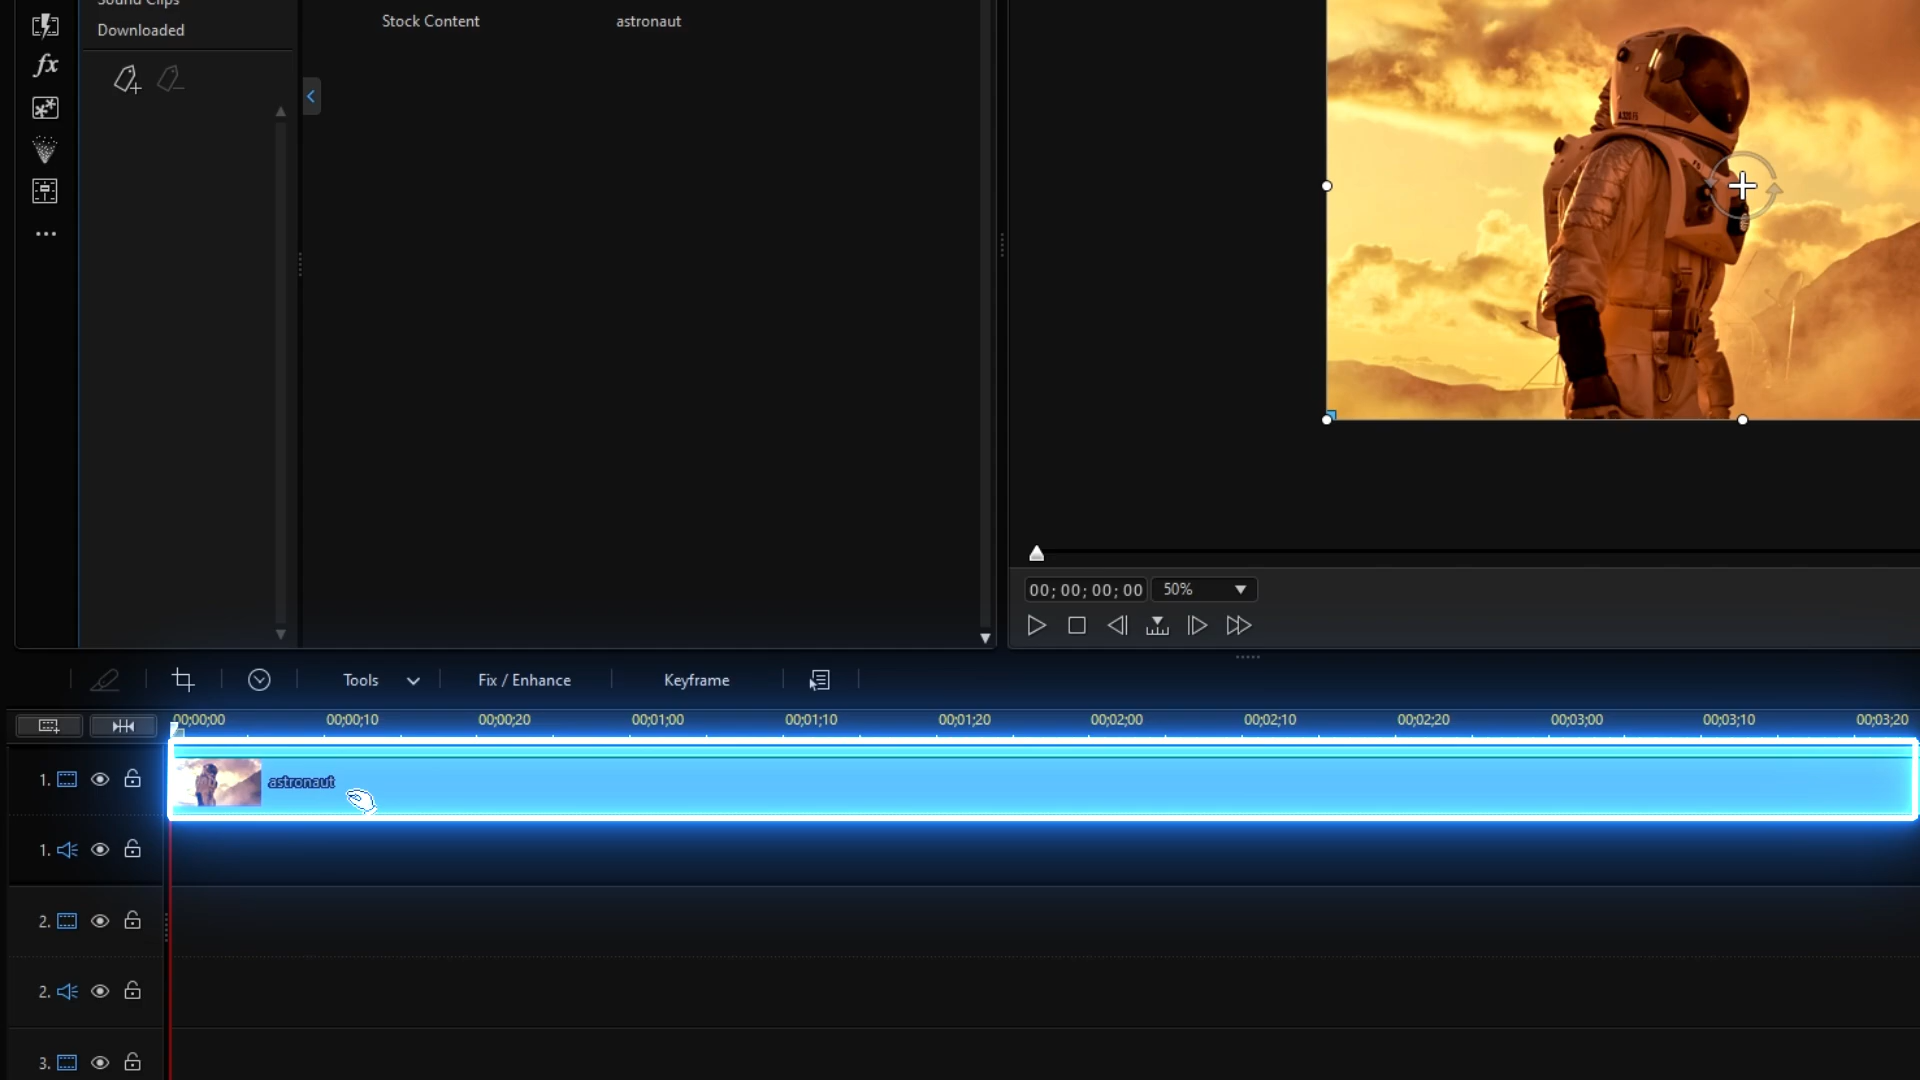 Sound Clips
Stock Content astronaut
Downloaded
fx
A320.F5
00;00;00;00 50%
Tools Fix / Enhance Keyframe
00;00;00 00;00;10 00;00;20 00;01;00 00;01;10 00;01;20 00;02;00 00;02;10 00;02;20 00;03;00 00;03;10 00;03;20
1. astronaut
1.
2.
2.
3.